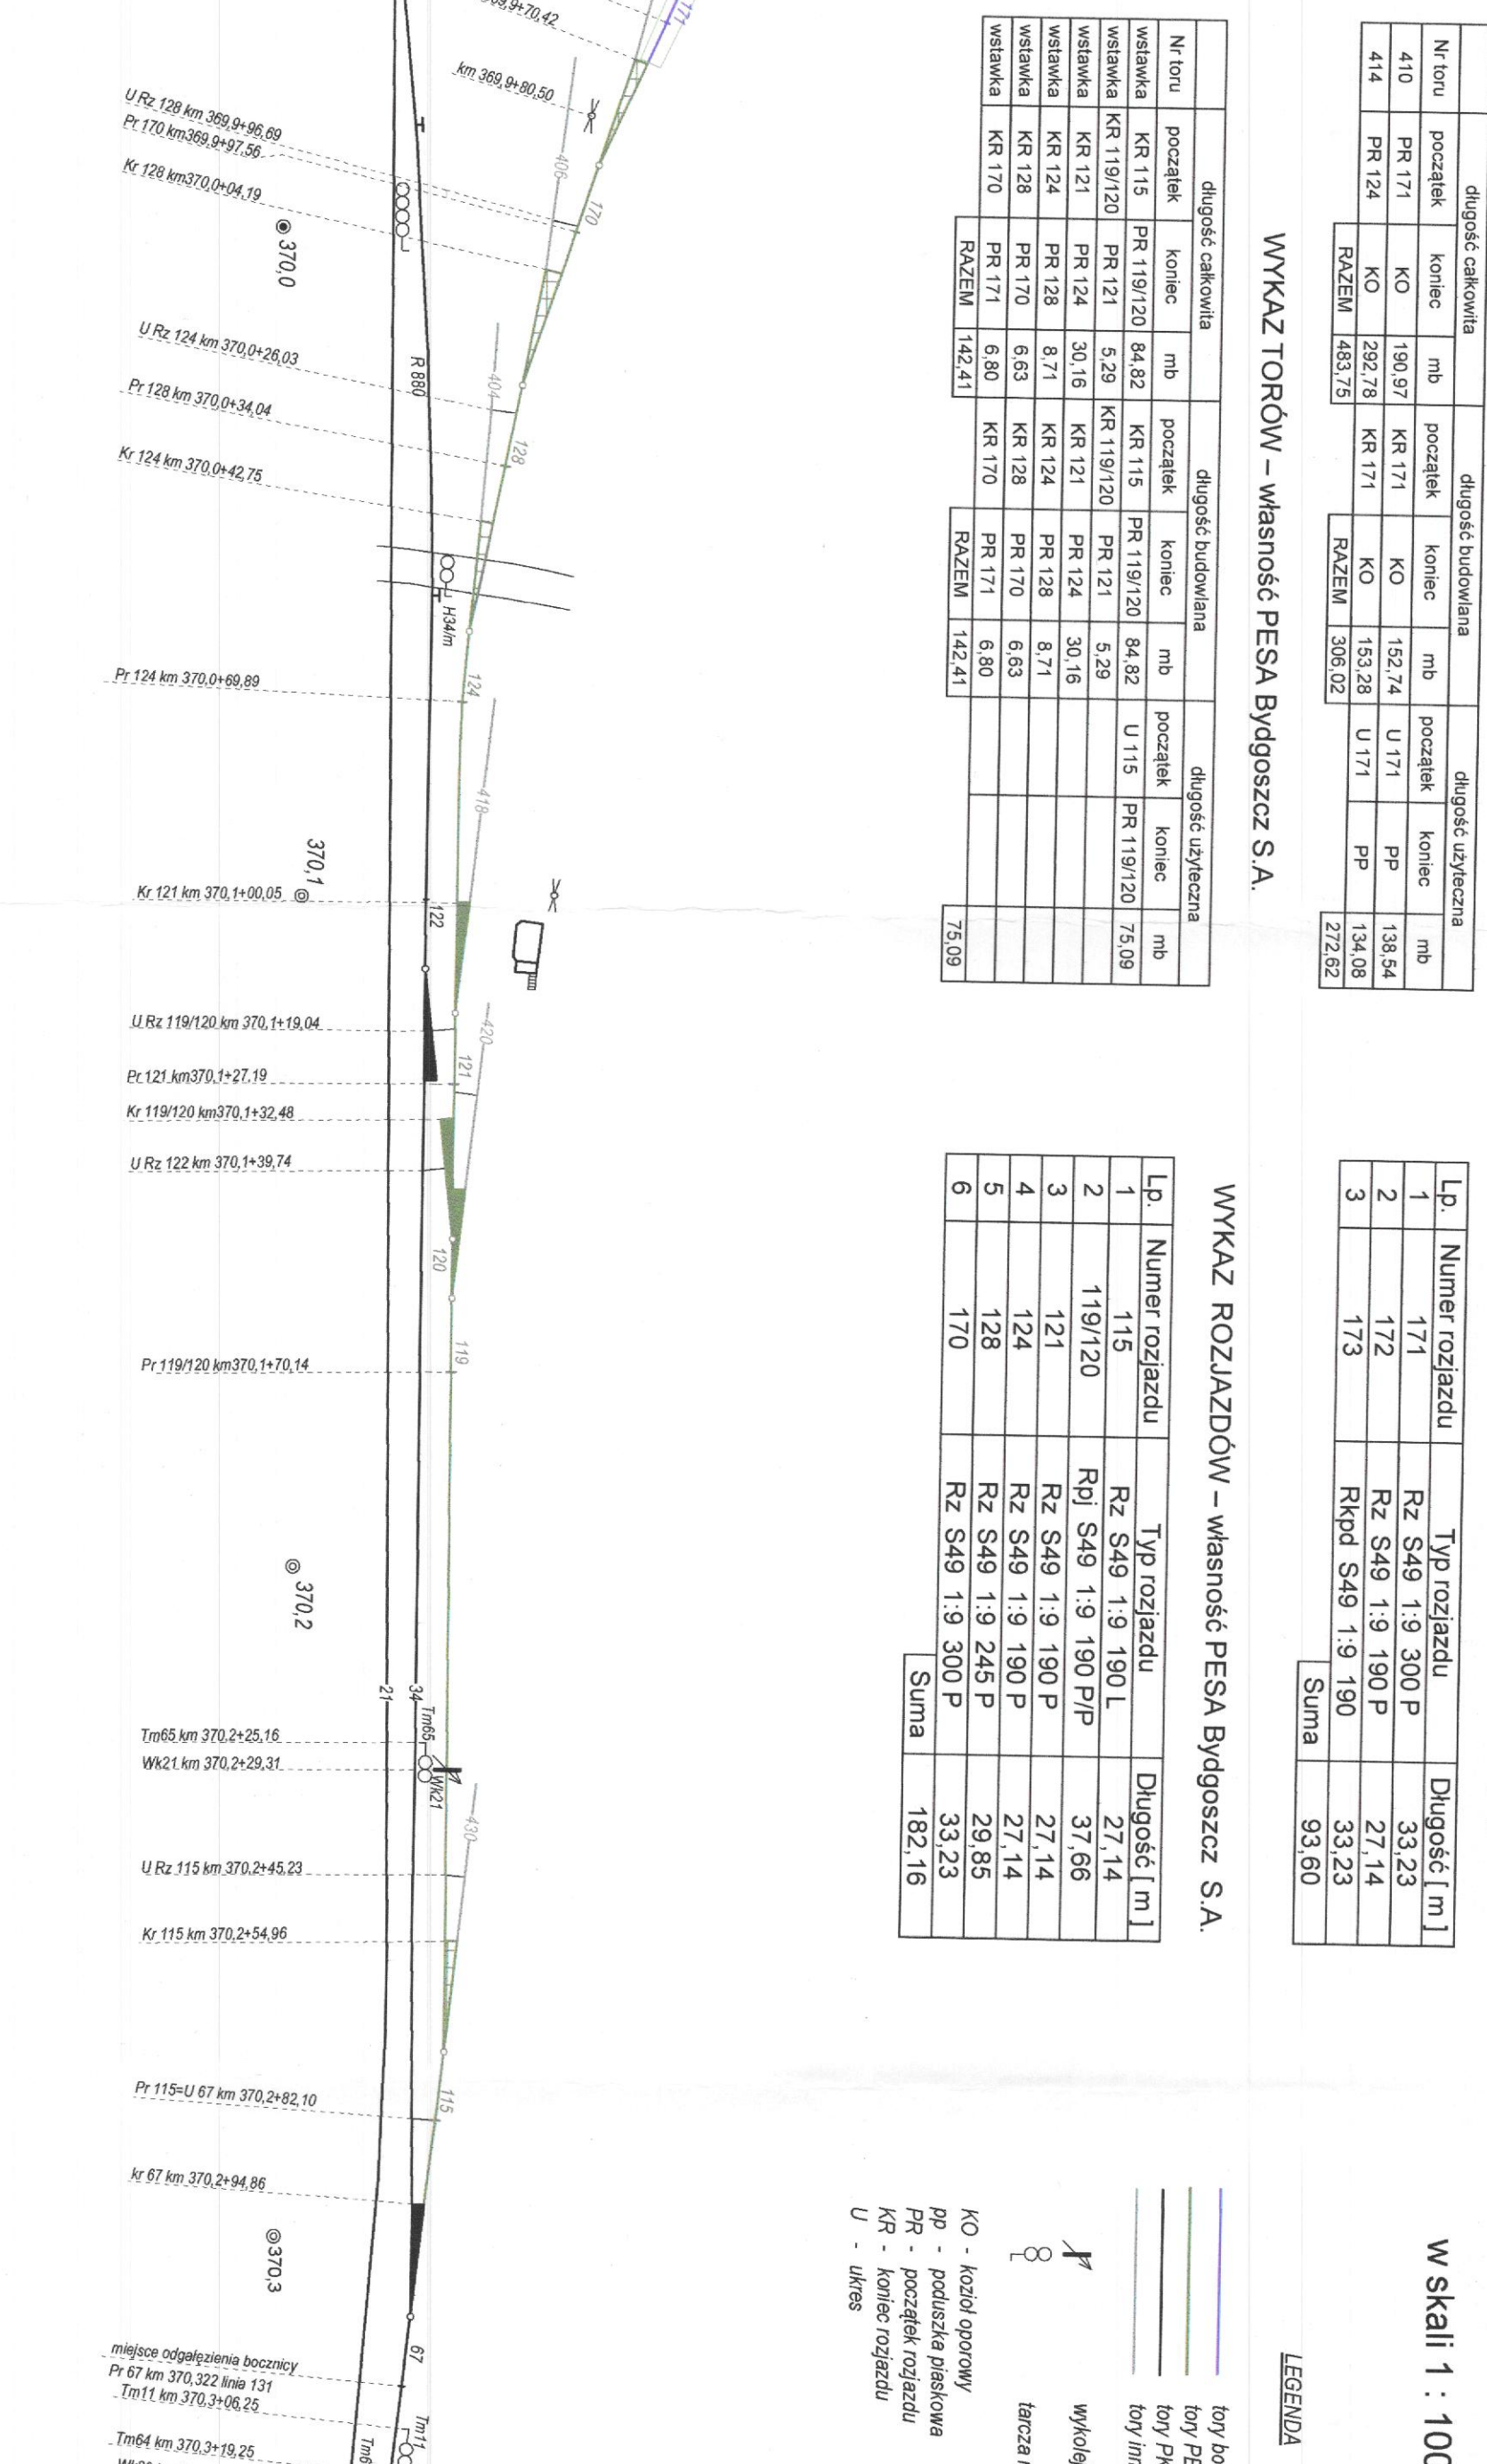 w skali 1 : 100
długość całkowita | długość budowlana | długość użyteczna
Nr toru | początek | koniec | mb | początek | koniec | mb | początek | koniec | mb
410 | PR 171 | KO | 190,97 | KR 171 | KO | 152,74 | U 171 | PP | 138,54
414 | PR 124 | KO | 292,78 | KR 171 | KO | 153,28 | U 171 | PP | 134,08
RAZEM | 483,75 | RAZEM | 306,02 | 272,62
WYKAZ TORÓW – własność PESA Bydgoszcz S.A.
długość całkowita | długość budowlana | długość użyteczna
Nr toru | początek | koniec | mb | początek | koniec | mb | początek | koniec | mb
wstawka | KR 115 | PR 119/120 | 84,82 | KR 115 | PR 119/120 | 84,82 | U 115 | PR 119/120 | 75,09
wstawka | KR 119/120 | PR 121 | 5,29 | KR 119/120 | PR 121 | 5,29
wstawka | KR 121 | PR 124 | 30,16 | KR 121 | PR 124 | 30,16
wstawka | KR 124 | PR 128 | 8,71 | KR 124 | PR 128 | 8,71
wstawka | KR 128 | PR 170 | 6,63 | KR 128 | PR 170 | 6,63
wstawka | KR 170 | PR 171 | 6,80 | KR 170 | PR 171 | 6,80
RAZEM | 142,41 | RAZEM | 142,41 | 75,09
Lp. | Numer rozjazdu | Typ rozjazdu | Długość [ m ]
1 | 171 | Rz S49 1:9 300 P | 33,23
2 | 172 | Rz S49 1:9 190 P | 27,14
3 | 173 | Rkpd S49 1:9 190 | 33,23
Suma | 93,60
WYKAZ ROZJAZDÓW – własność PESA Bydgoszcz S.A.
Lp. | Numer rozjazdu | Typ rozjazdu | Długość [ m ]
1 | 115 | Rz S49 1:9 190 L | 27,14
2 | 119/120 | Rpj S49 1:9 190 P/P | 37,66
3 | 121 | Rz S49 1:9 190 P | 27,14
4 | 124 | Rz S49 1:9 190 P | 27,14
5 | 128 | Rz S49 1:9 245 P | 29,85
6 | 170 | Rz S49 1:9 300 P | 33,23
Suma | 182,16
LEGENDA
tory bo
tory PE
tory PK
tory inn
wykolej
tarcza
KO - kozioł oporowy
pp - poduszka piaskowa
PR - początek rozjazdu
KR - koniec rozjazdu
U - ukres
9+70,42
171
km 369,9+80,50
406
170
U Rz 128 km 369,9+96,69
Pr 170 km369,9+97,56
Kr 128 km370,0+04,19
370,0
U Rz 124 km 370,0+26,03
R 880
404
Pr 128 km 370,0+34,04
128
Kr 124 km 370,0+42,75
H34/m
Pr 124 km 370,0+69,89
124
418
370,1
Kr 121 km 370,1+00,05
122
U Rz 119/120 km 370,1+19,04
420
121
Pr 121 km370,1+27,19
Kr 119/120 km370,1+32,48
U Rz 122 km 370,1+39,74
120
119
Pr 119/120 km370,1+70,14
370,2
21
34
Tm65
Tm65 km 370,2+25,16
Wk21 km 370,2+29,31
Wk21
430
U Rz 115 km 370,2+45,23
Kr 115 km 370,2+54,96
Pr 115=U 67 km 370,2+82,10
115
kr 67 km 370,2+94,86
370,3
67
miejsce odgałęzienia bocznicy
Pr 67 km 370,322 linia 131
Tm11 km 370,3+06,25
Tm11
Tm64 km 370,3+19,25
Tm6